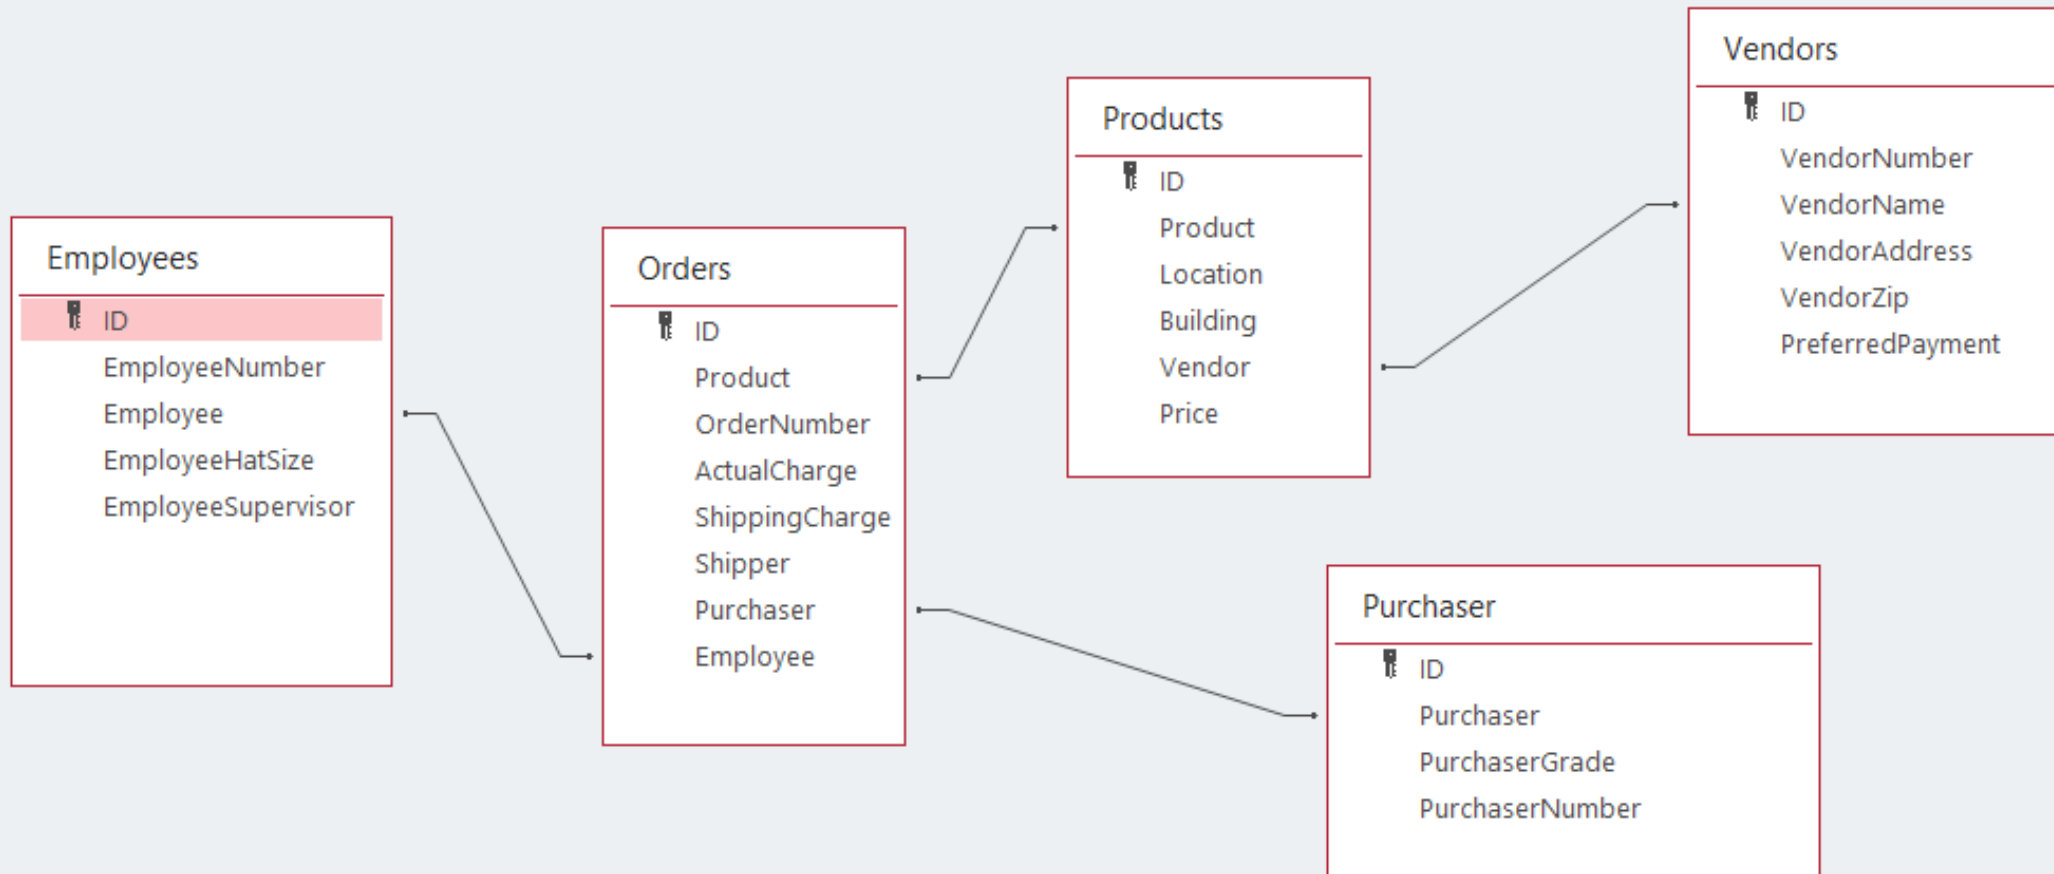 Employees
ID
EmployeeNumber
Employee
EmployeeHatSize
EmployeeSupervisor
Orders
ID
Product
OrderNumber
ActualCharge
ShippingCharge
Shipper
Purchaser
Employee
Products
ID
Product
Location
Building
Vendor
Price
Vendors
ID
VendorNumber
VendorName
VendorAddress
VendorZip
PreferredPayment
Purchaser
ID
Purchaser
PurchaserGrade
PurchaserNumber